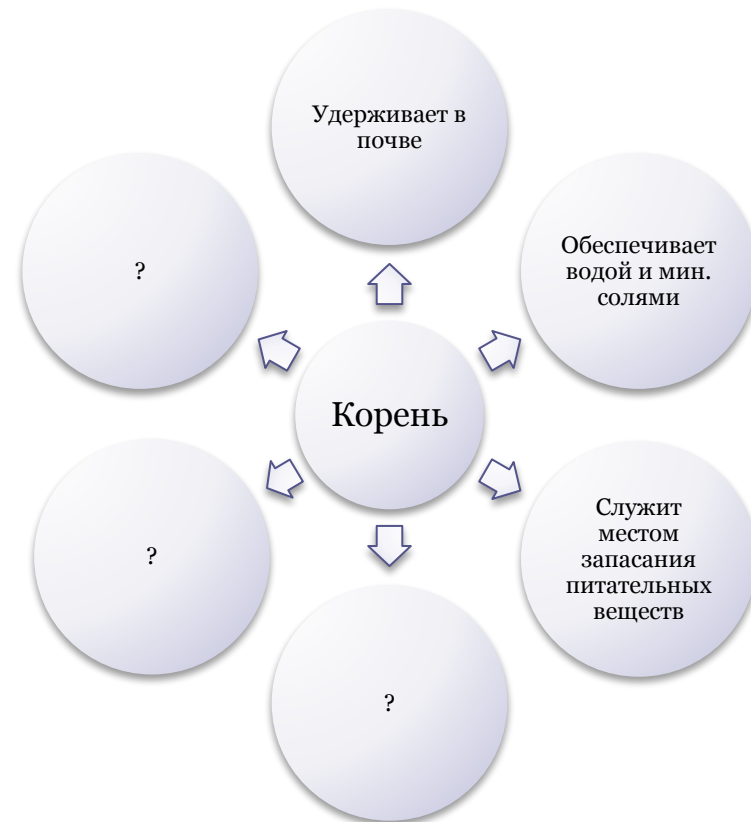 Удерживает в
почве
Обеспечивает
водой и мин.
солями
Служит
местом
запасания
питательных
веществ
?
?
?
Корень